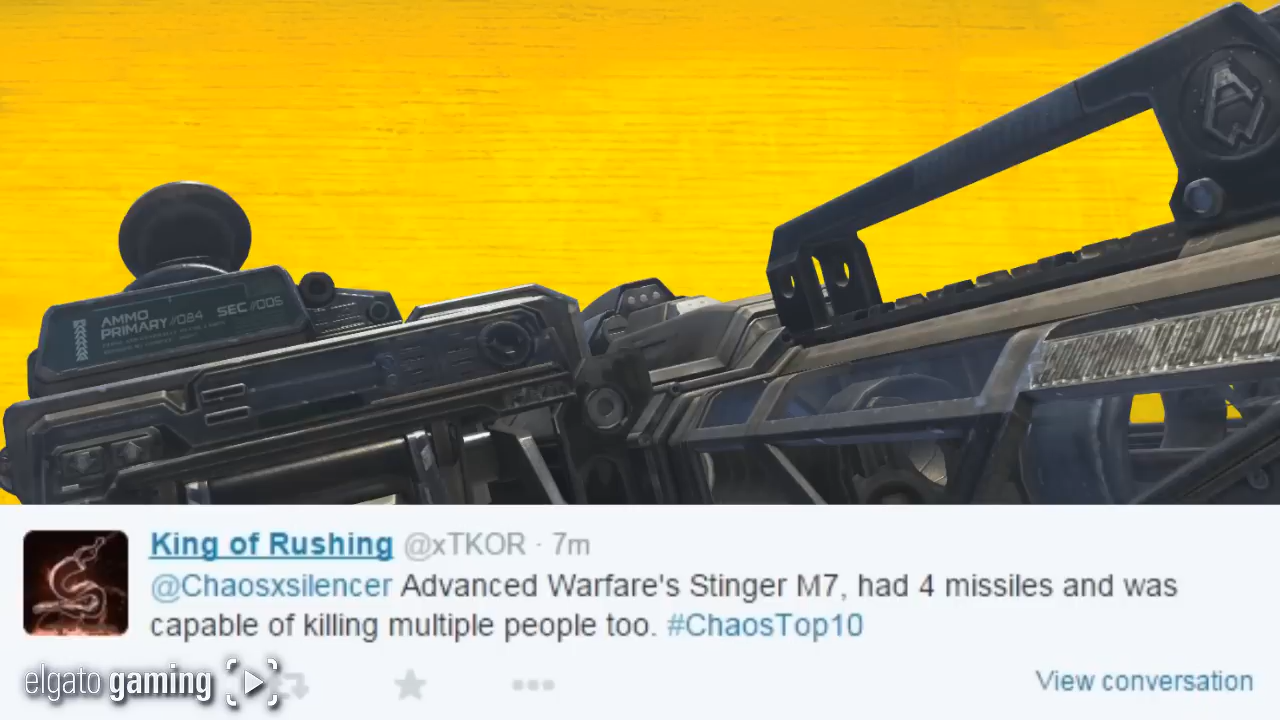 AMMO
PRIMARY//084 SEC//005
King of Rushing @xTKOR · 7m
@Chaosxsilencer Advanced Warfare's Stinger M7, had 4 missiles and was
capable of killing multiple people too. #ChaosTop10
elgato gaming
View conversation